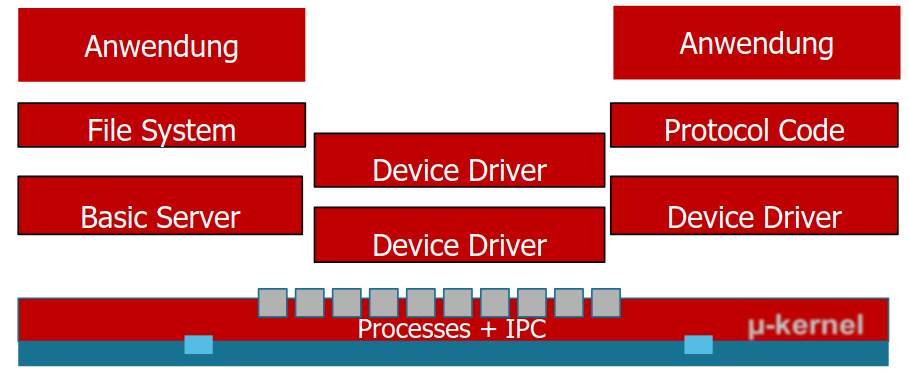 Anwendung
Anwendung
File System
Protocol Code
Device Driver
Basic Server
Device Driver
Device Driver
Processes + IPC
µ-kernel